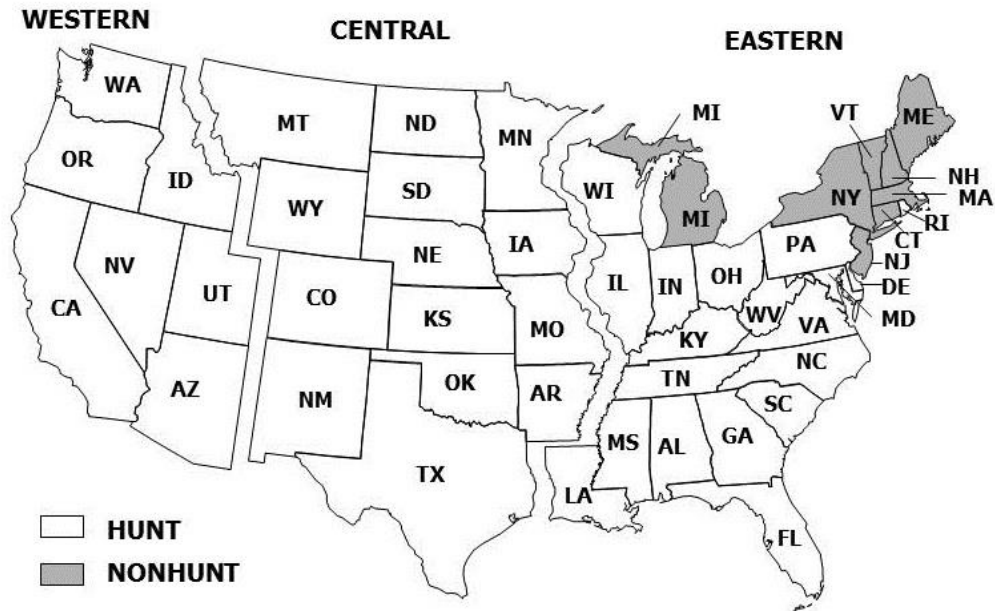 WESTERN
CENTRAL
EASTERN
WA
MT
ND
MN
MI
VT
ME
OR
ID
SD
WI
NH
MA
WY
MI
NY
RI
CT
NV
NE
IA
PA
NJ
CA
UT
CO
IL
IN
OH
DE
KS
MO
WV
VA
MD
KY
AZ
NM
OK
AR
TN
NC
SC
TX
MS
AL
GA
LA
FL
HUNT
NONHUNT